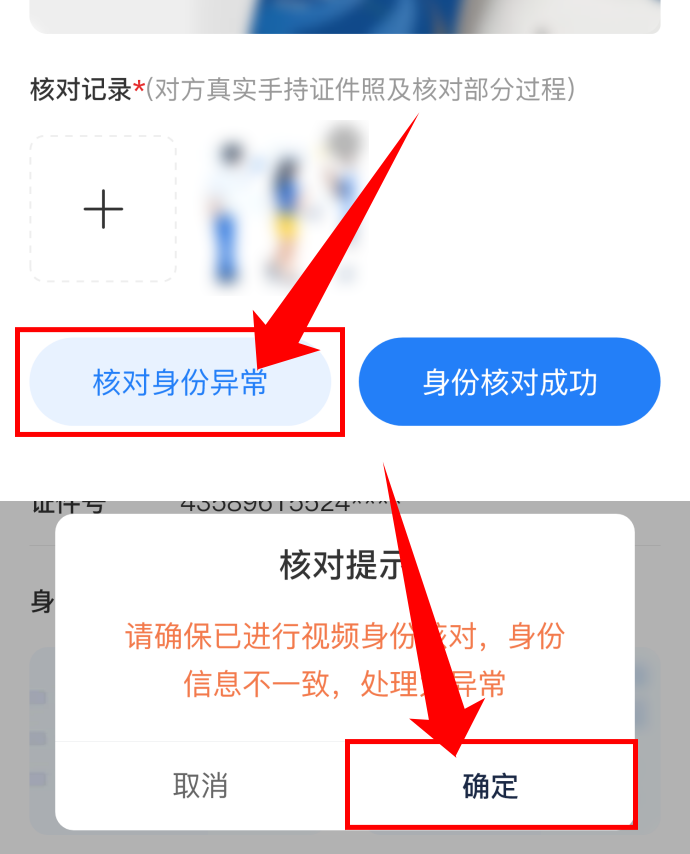 核对记录*(对方真实手持证件照及核对部分过程)
核对身份异常
身份核对成功
证件号 43589615524****
身
核对提示
请确保已进行视频身份核对，身份
信息不一致，处理为异常
取消
确定